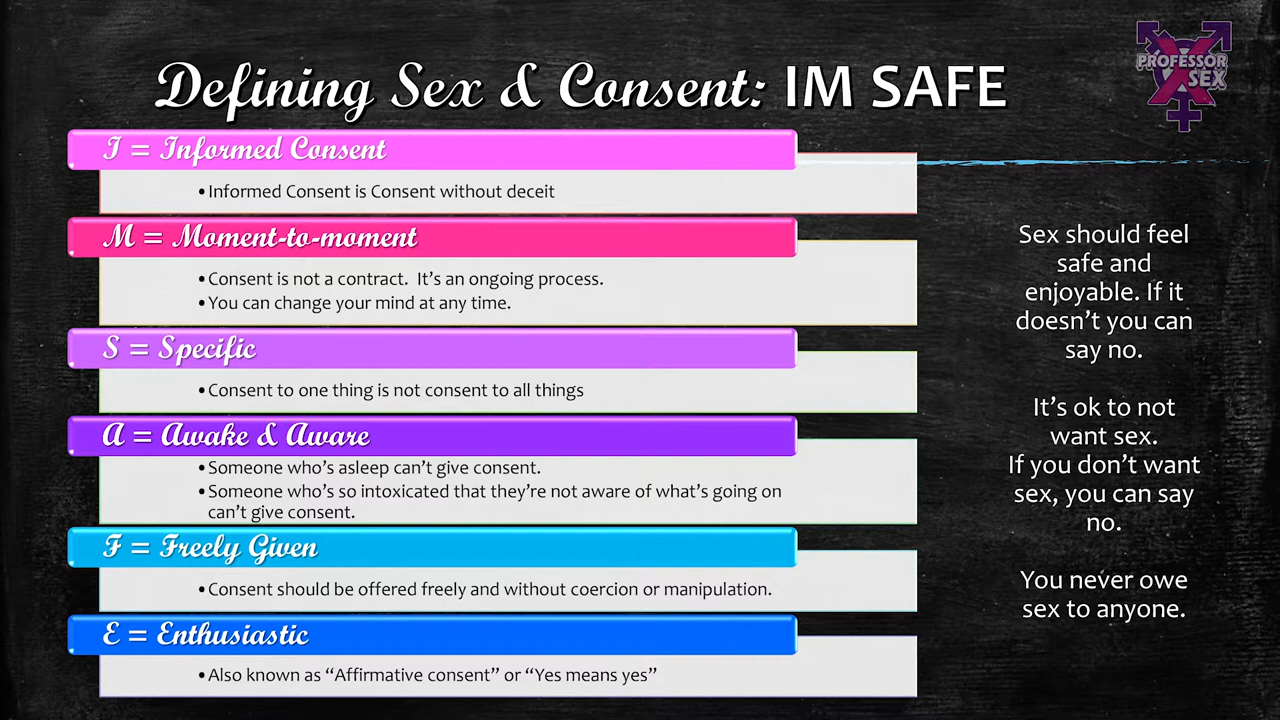 PROFESSOR
SEX
Defining Sex & Consent: IM SAFE
I = Informed Consent
•Informed Consent is Consent without deceit
M = Moment-to-moment
•Consent is not a contract.  It’s an ongoing process.
•You can change your mind at any time.
S = Specific
•Consent to one thing is not consent to all things
A = Awake & Aware
•Someone who’s asleep can’t give consent.
•Someone who’s so intoxicated that they’re not aware of what’s going on
can’t give consent.
F = Freely Given
•Consent should be offered freely and without coercion or manipulation.
E = Enthusiastic
•Also known as “Affirmative consent” or “Yes means yes”
Sex should feel
safe and
enjoyable. If it
doesn’t you can
say no.
It’s ok to not
want sex.
If you don’t want
sex, you can say
no.
You never owe
sex to anyone.